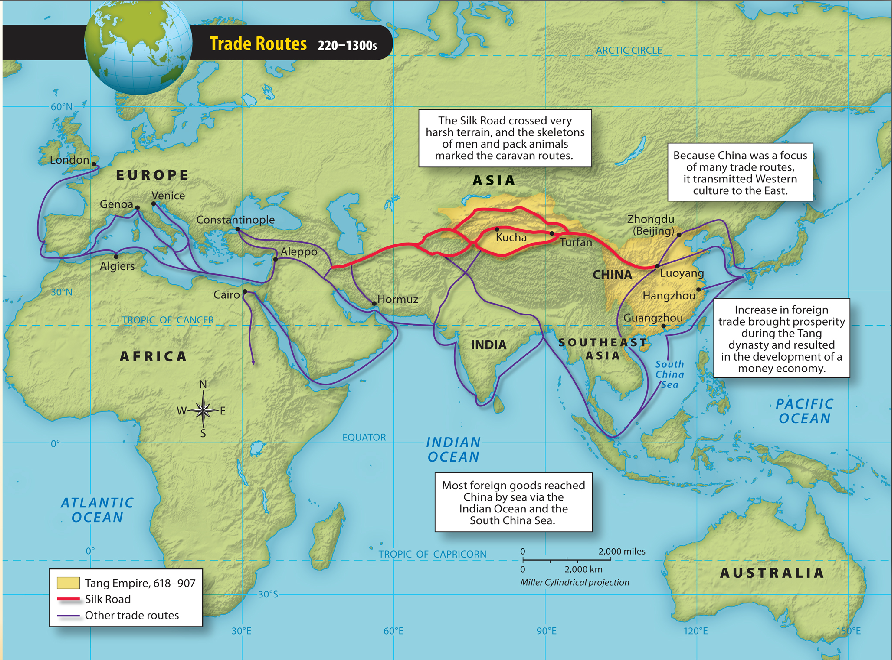 Trade Routes 220–1300s
ARCTIC CIRCLE
60°N
The Silk Road crossed very
harsh terrain, and the skeletons
of men and pack animals
marked the caravan routes.
Because China was a focus
of many trade routes,
it transmitted Western
culture to the East.
London
EUROPE
ASIA
Venice
Genoa
Constantinople
Zhongdu
(Beijing)
Kucha
Turfan
Aleppo
Algiers
CHINA
Luoyang
30°N
Cairo
Hormuz
Hangzhou
Guangzhou
TROPIC OF CANCER
Increase in foreign
trade brought prosperity
during the Tang
dynasty and resulted
in the development of a
money economy.
AFRICA
INDIA
SOUTHEAST
ASIA
South
China
Sea
N
W
E
S
PACIFIC
OCEAN
0°
EQUATOR
INDIAN
OCEAN
Most foreign goods reached
China by sea via the
Indian Ocean and the
South China Sea.
ATLANTIC
OCEAN
0°
TROPIC OF CAPRICORN
0 2,000 miles
0 2,000 km
Miller Cylindrical projection
AUSTRALIA
Tang Empire, 618 907
Silk Road
Other trade routes
30°S
30°E
60°E
90°E
120°E
150°E